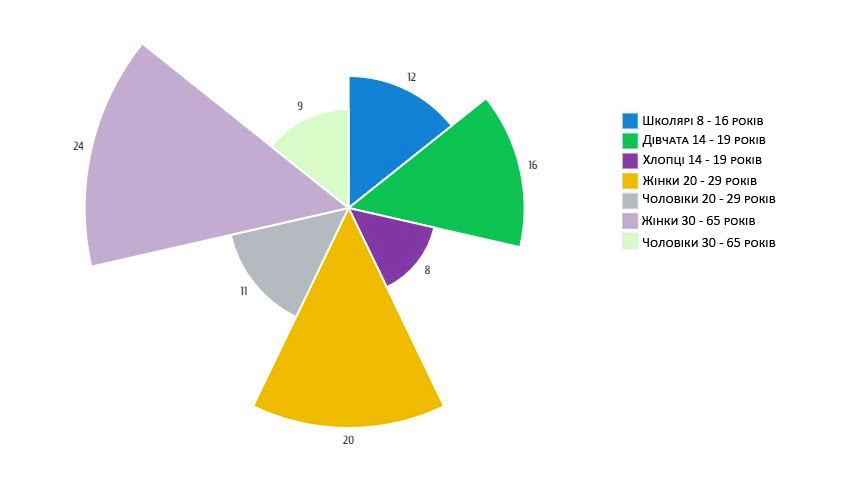 12
9
16
24
8
11
20
Школярі 8 - 16 років
Дівчата 14 - 19 років
Хлопці 14 - 19 років
Жінки 20 - 29 років
Чоловіки 20 - 29 років
Жінки 30 - 65 років
Чоловіки 30 - 65 років